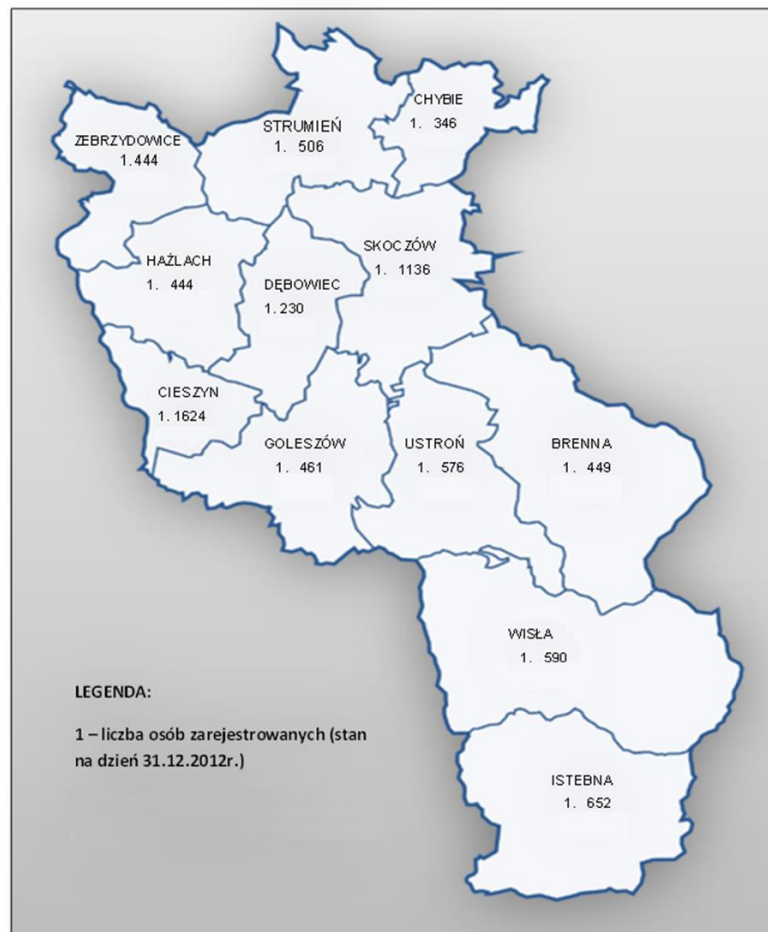 CHYBIE
1. 346
STRUMIEŃ
1. 506
ZEBRZYDOWICE
1.444
SKOCZÓW
1. 1136
HAŻLACH
1. 444
DĘBOWIEC
1.230
CIESZYN
1.1624
GOLESZÓW
1. 461
USTROŃ
1. 576
BRENNA
1. 449
WISŁA
1. 590
LEGENDA:
1 – liczba osób zarejestrowanych (stan
na dzień 31.12.2012r.)
ISTEBNA
1. 652